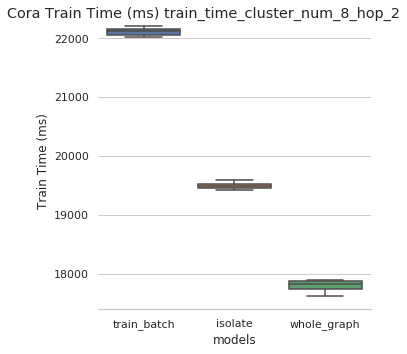 Cora Train Time (ms) train_time_cluster_num_8_hop_2
22000
21000
20000
19000
18000
Train Time (ms)
train_batch isolate whole_graph
models